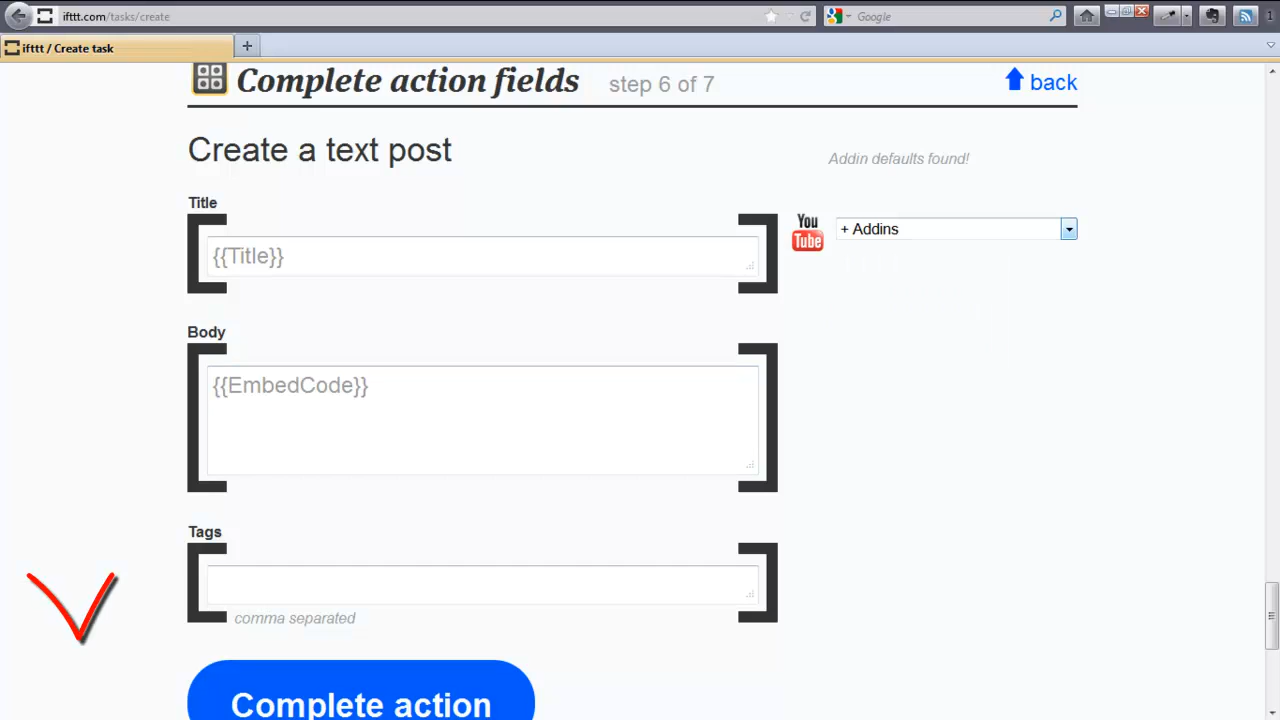 ifttt.com/tasks/create
Google
1
ifttt / Create task
Complete action fields
step 6 of 7
back
Create a text post
Addin defaults found!
Title
{{Title}}
You
Tube
+ Addins
Body
{{EmbedCode}}
Tags
comma separated
Complete action